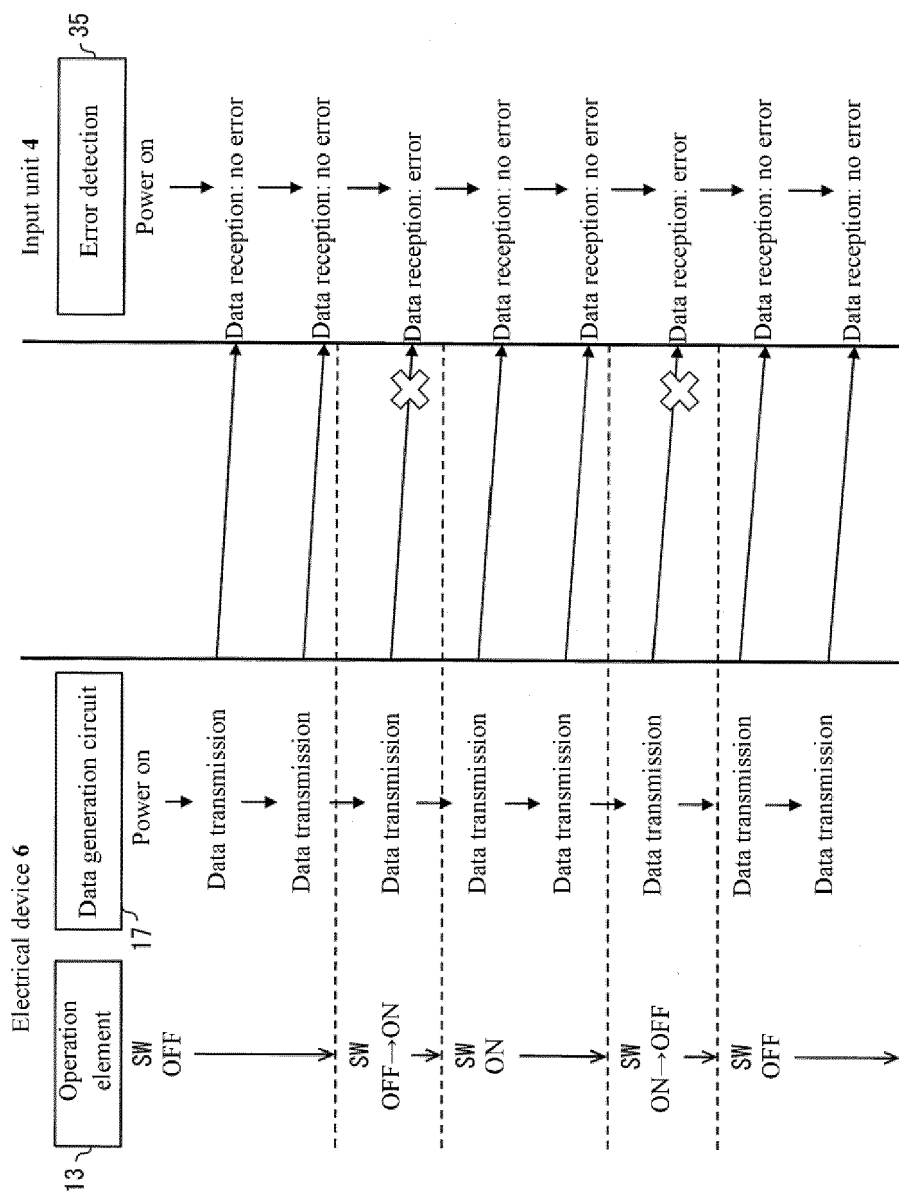 Electrical device 6
Input unit 4
13
Operation
element
17
Data generation circuit
Error detection
35
SW
OFF
Power on
Power on
Data transmission
Data reception: no error
Data transmission
Data reception: no error
SW
OFF→ON
Data transmission
Data reception: error
SW
ON
Data transmission
Data reception: no error
Data transmission
Data reception: no error
SW
ON→OFF
Data transmission
Data reception: error
SW
OFF
Data transmission
Data reception: no error
Data transmission
Data reception: no error